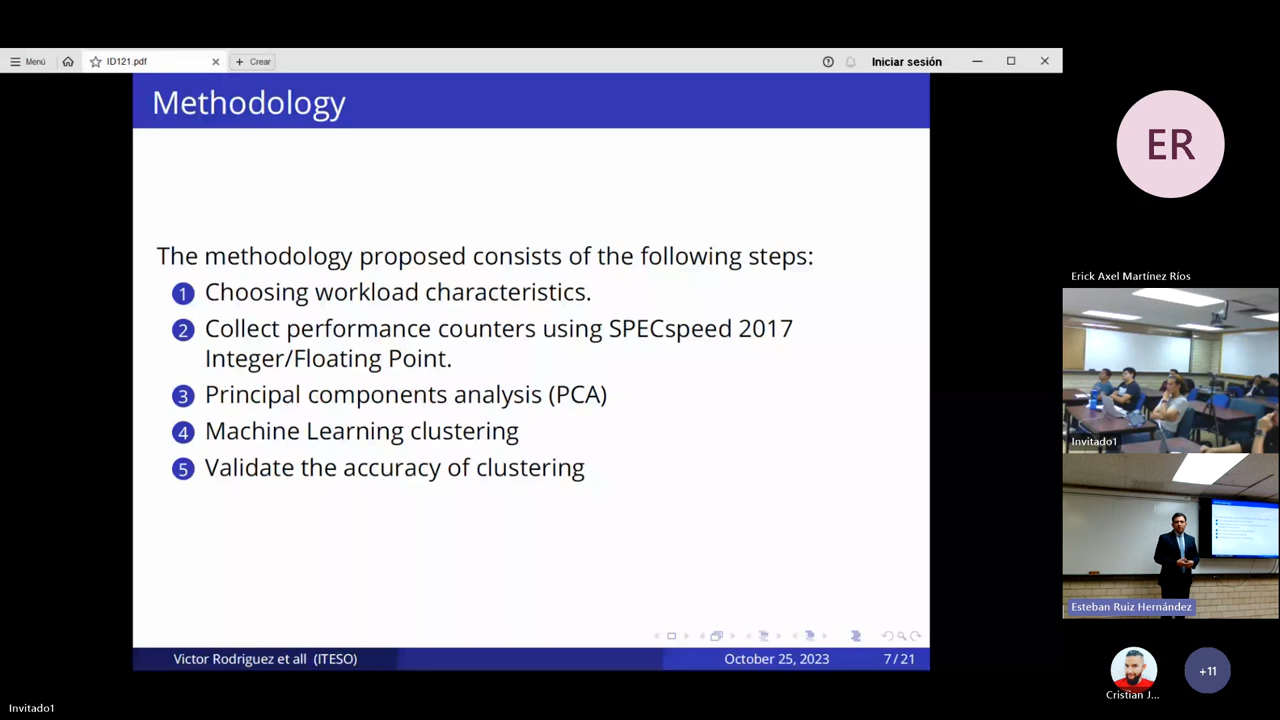 Menú
ID121.pdf
Crear
Iniciar sesión
Methodology
The methodology proposed consists of the following steps:
1 Choosing workload characteristics.
2 Collect performance counters using SPECspeed 2017
Integer/Floating Point.
3 Principal components analysis (PCA)
4 Machine Learning clustering
5 Validate the accuracy of clustering
Victor Rodriguez et all (ITESO)
October 25, 2023
7 / 21
ER
Erick Axel Martínez Ríos
Invitado1
Esteban Ruiz Hernández
Cristian J...
+11
Invitado1